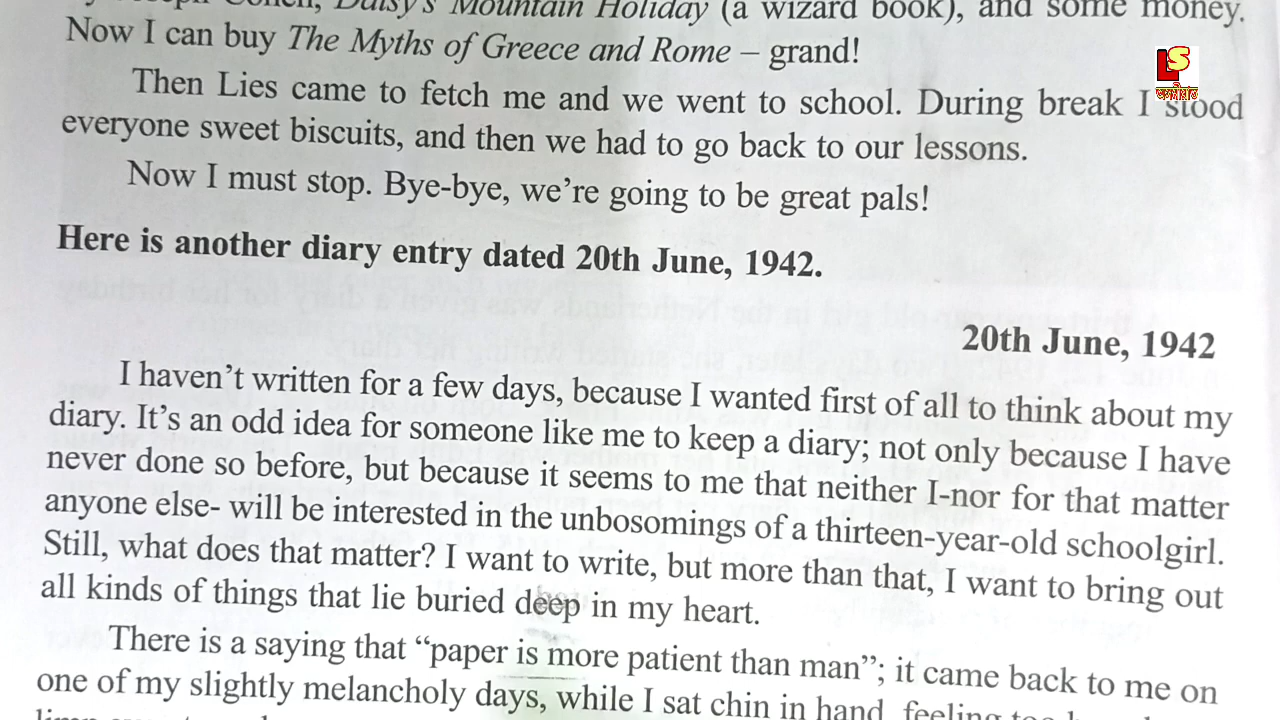 Daisy's Mountain Holiday (a wizard book), and some money.
Now I can buy The Myths of Greece and Rome – grand!
Then Lies came to fetch me and we went to school. During break I stood
everyone sweet biscuits, and then we had to go back to our lessons.
Now I must stop. Bye-bye, we're going to be great pals!
Here is another diary entry dated 20th June, 1942.
20th June, 1942
I haven't written for a few days, because I wanted first of all to think about my
diary. It's an odd idea for someone like me to keep a diary; not only because I have
never done so before, but because it seems to me that neither I-nor for that matter
anyone else- will be interested in the unbosomings of a thirteen-year-old schoolgirl.
Still, what does that matter? I want to write, but more than that, I want to bring out
all kinds of things that lie buried deep in my heart.
There is a saying that “paper is more patient than man”; it came back to me on
one of my slightly melancholy days, while I sat chin in hand, feeling
LS